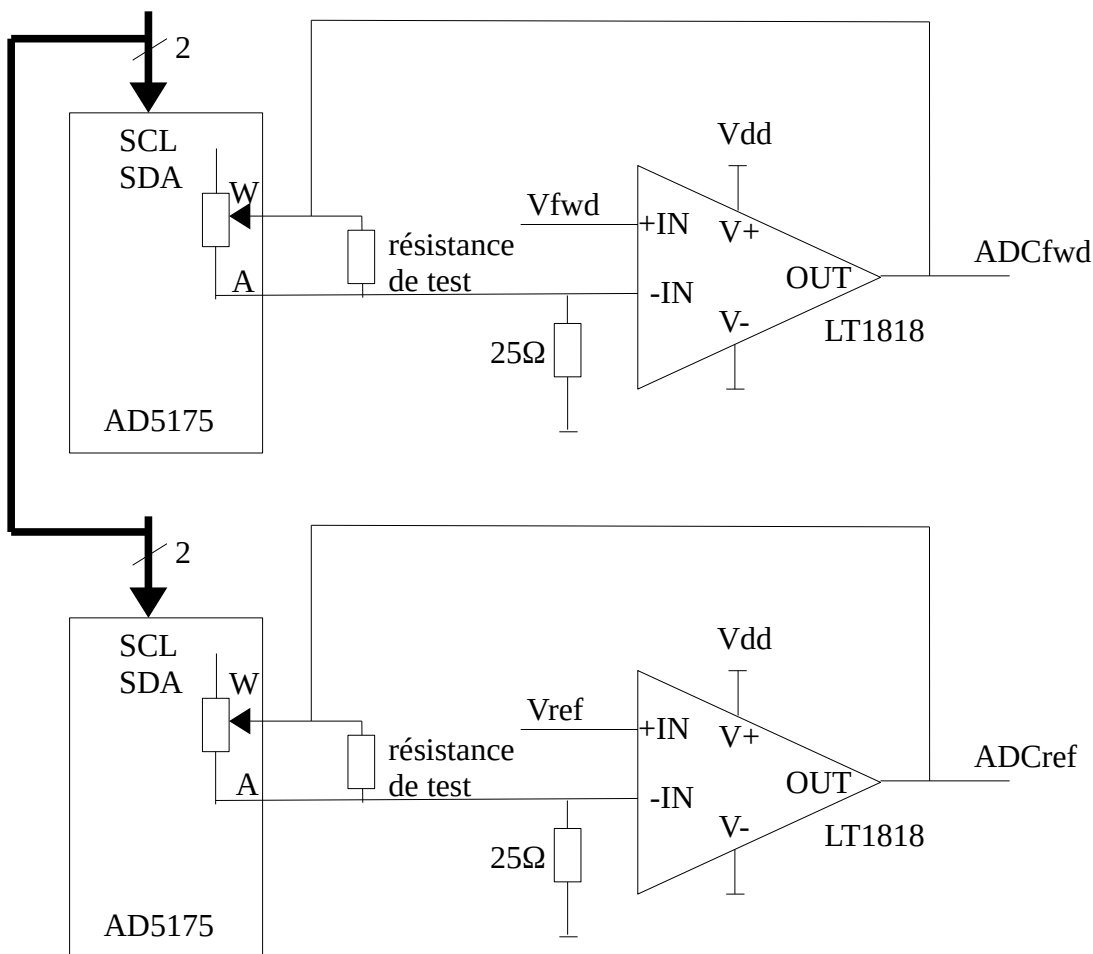 2
SCL
SDA
W
A
AD5175
résistance
de test
25Ω
Vfwd
+IN
-IN
Vdd
V+
V-
OUT
LT1818
ADCfwd
2
SCL
SDA
W
A
AD5175
résistance
de test
25Ω
Vref
+IN
-IN
Vdd
V+
V-
OUT
LT1818
ADCref